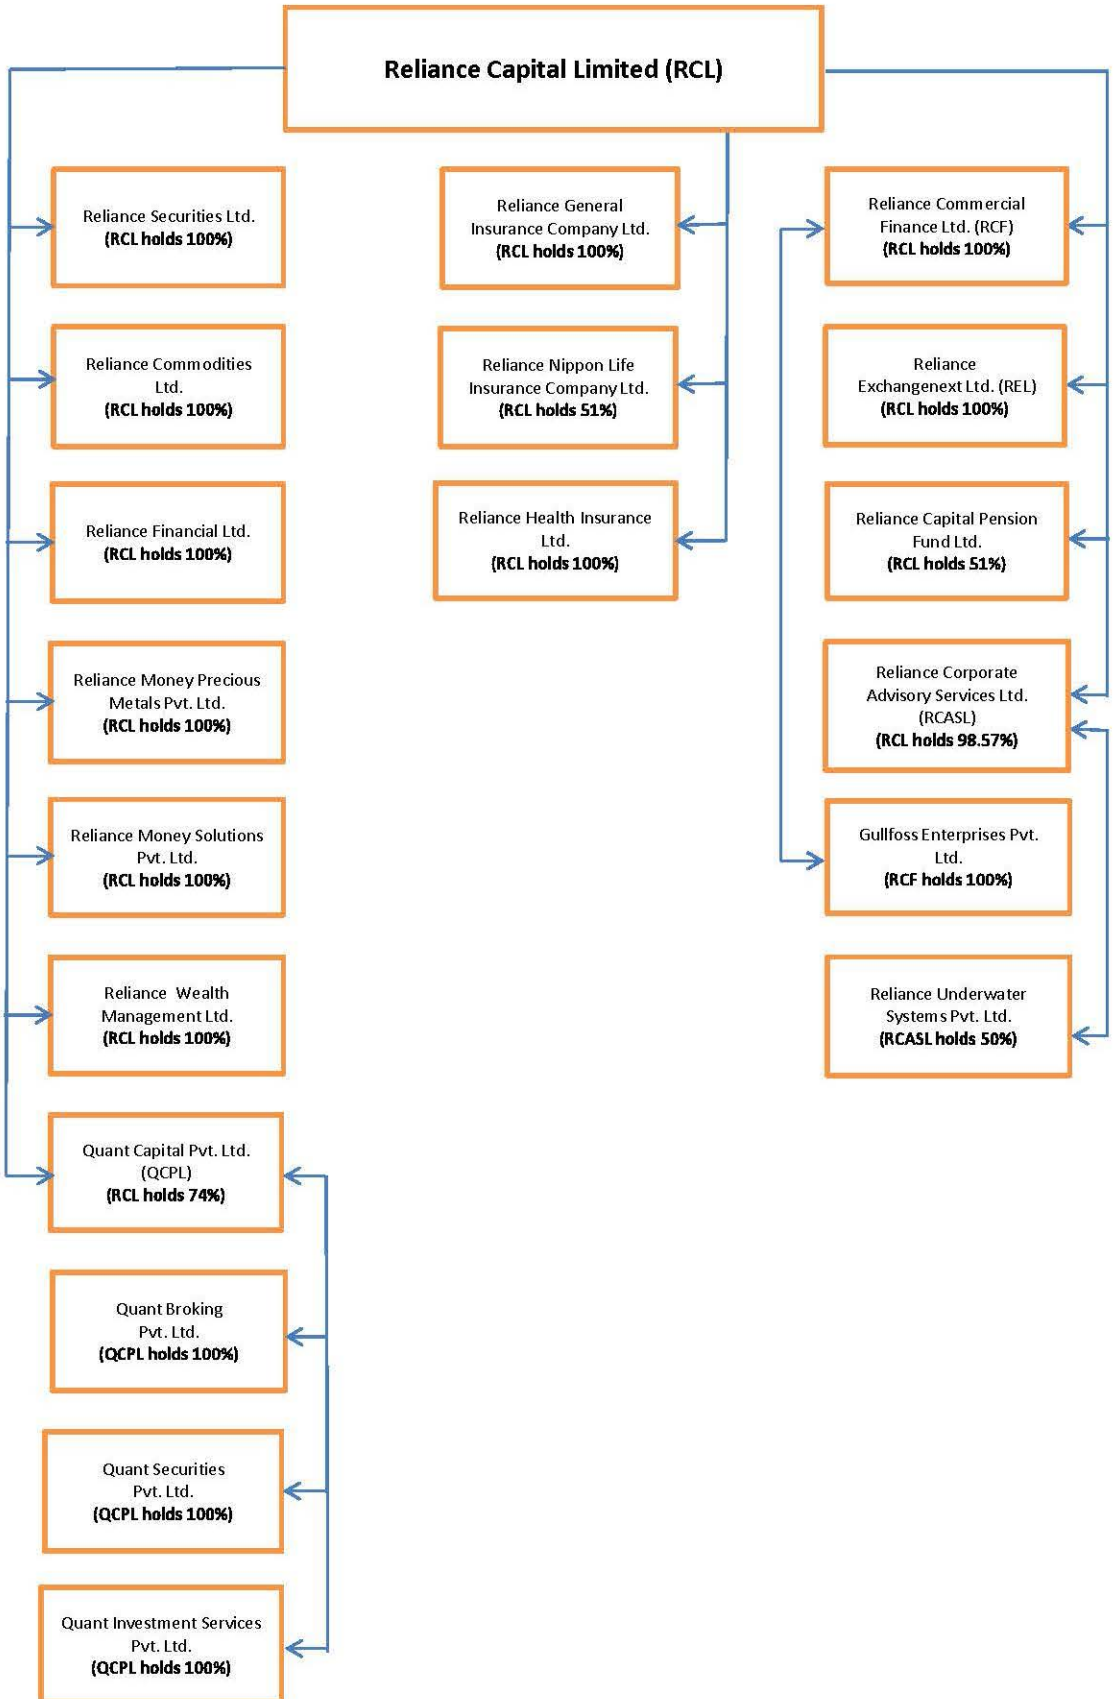 Reliance Capital Limited (RCL)
Reliance Securities Ltd.
(RCL holds 100%)
Reliance Commodities
Ltd.
(RCL holds 100%)
Reliance Financial Ltd.
(RCL holds 100%)
Reliance Money Precious
Metals Pvt. Ltd.
(RCL holds 100%)
Reliance Money Solutions
Pvt. Ltd.
(RCL holds 100%)
Reliance Wealth
Management Ltd.
(RCL holds 100%)
Quant Capital Pvt. Ltd.
(QCPL)
(RCL holds 74%)
Quant Broking
Pvt. Ltd.
(QCPL holds 100%)
Quant Securities
Pvt. Ltd.
(QCPL holds 100%)
Quant Investment Services
Pvt. Ltd.
(QCPL holds 100%)
Reliance General
Insurance Company Ltd.
(RCL holds 100%)
Reliance Nippon Life
Insurance Company Ltd.
(RCL holds 51%)
Reliance Health Insurance
Ltd.
(RCL holds 100%)
Reliance Commercial
Finance Ltd. (RCF)
(RCL holds 100%)
Reliance
Exchangenext Ltd. (REL)
(RCL holds 100%)
Reliance Capital Pension
Fund Ltd.
(RCL holds 51%)
Reliance Corporate
Advisory Services Ltd.
(RCASL)
(RCL holds 98.57%)
Gullfoss Enterprises Pvt.
Ltd.
(RCF holds 100%)
Reliance Underwater
Systems Pvt. Ltd.
(RCASL holds 50%)